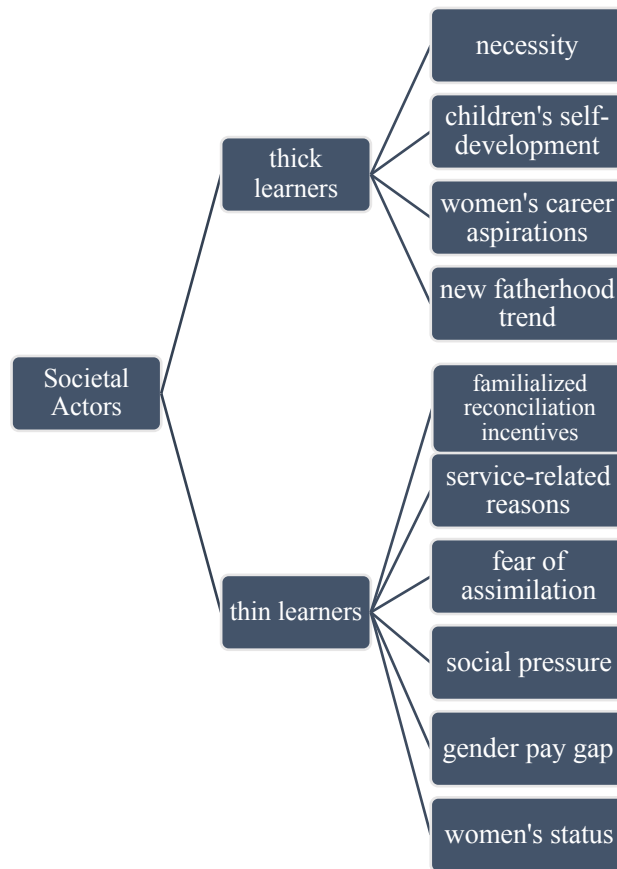 necessity
children's self-
development
thick
learners
women's career
aspirations
new fatherhood
trend
Societal
Actors
familialized
reconciliation
incentives
service-related
reasons
fear of
assimilation
thin learners
social pressure
gender pay gap
women's status